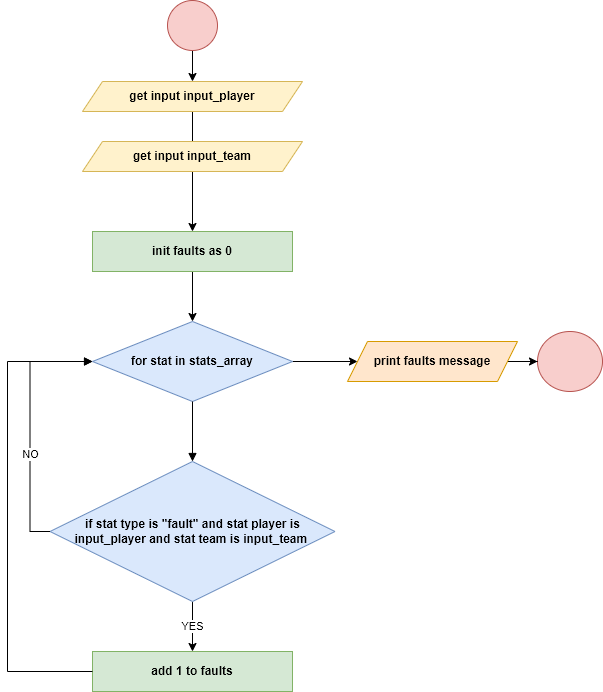 get input input_player
get input input_team
init faults as 0
for stat in stats_array
print faults message
NO
if stat type is "fault" and stat player is
input_player and stat team is input_team
YES
add 1 to faults